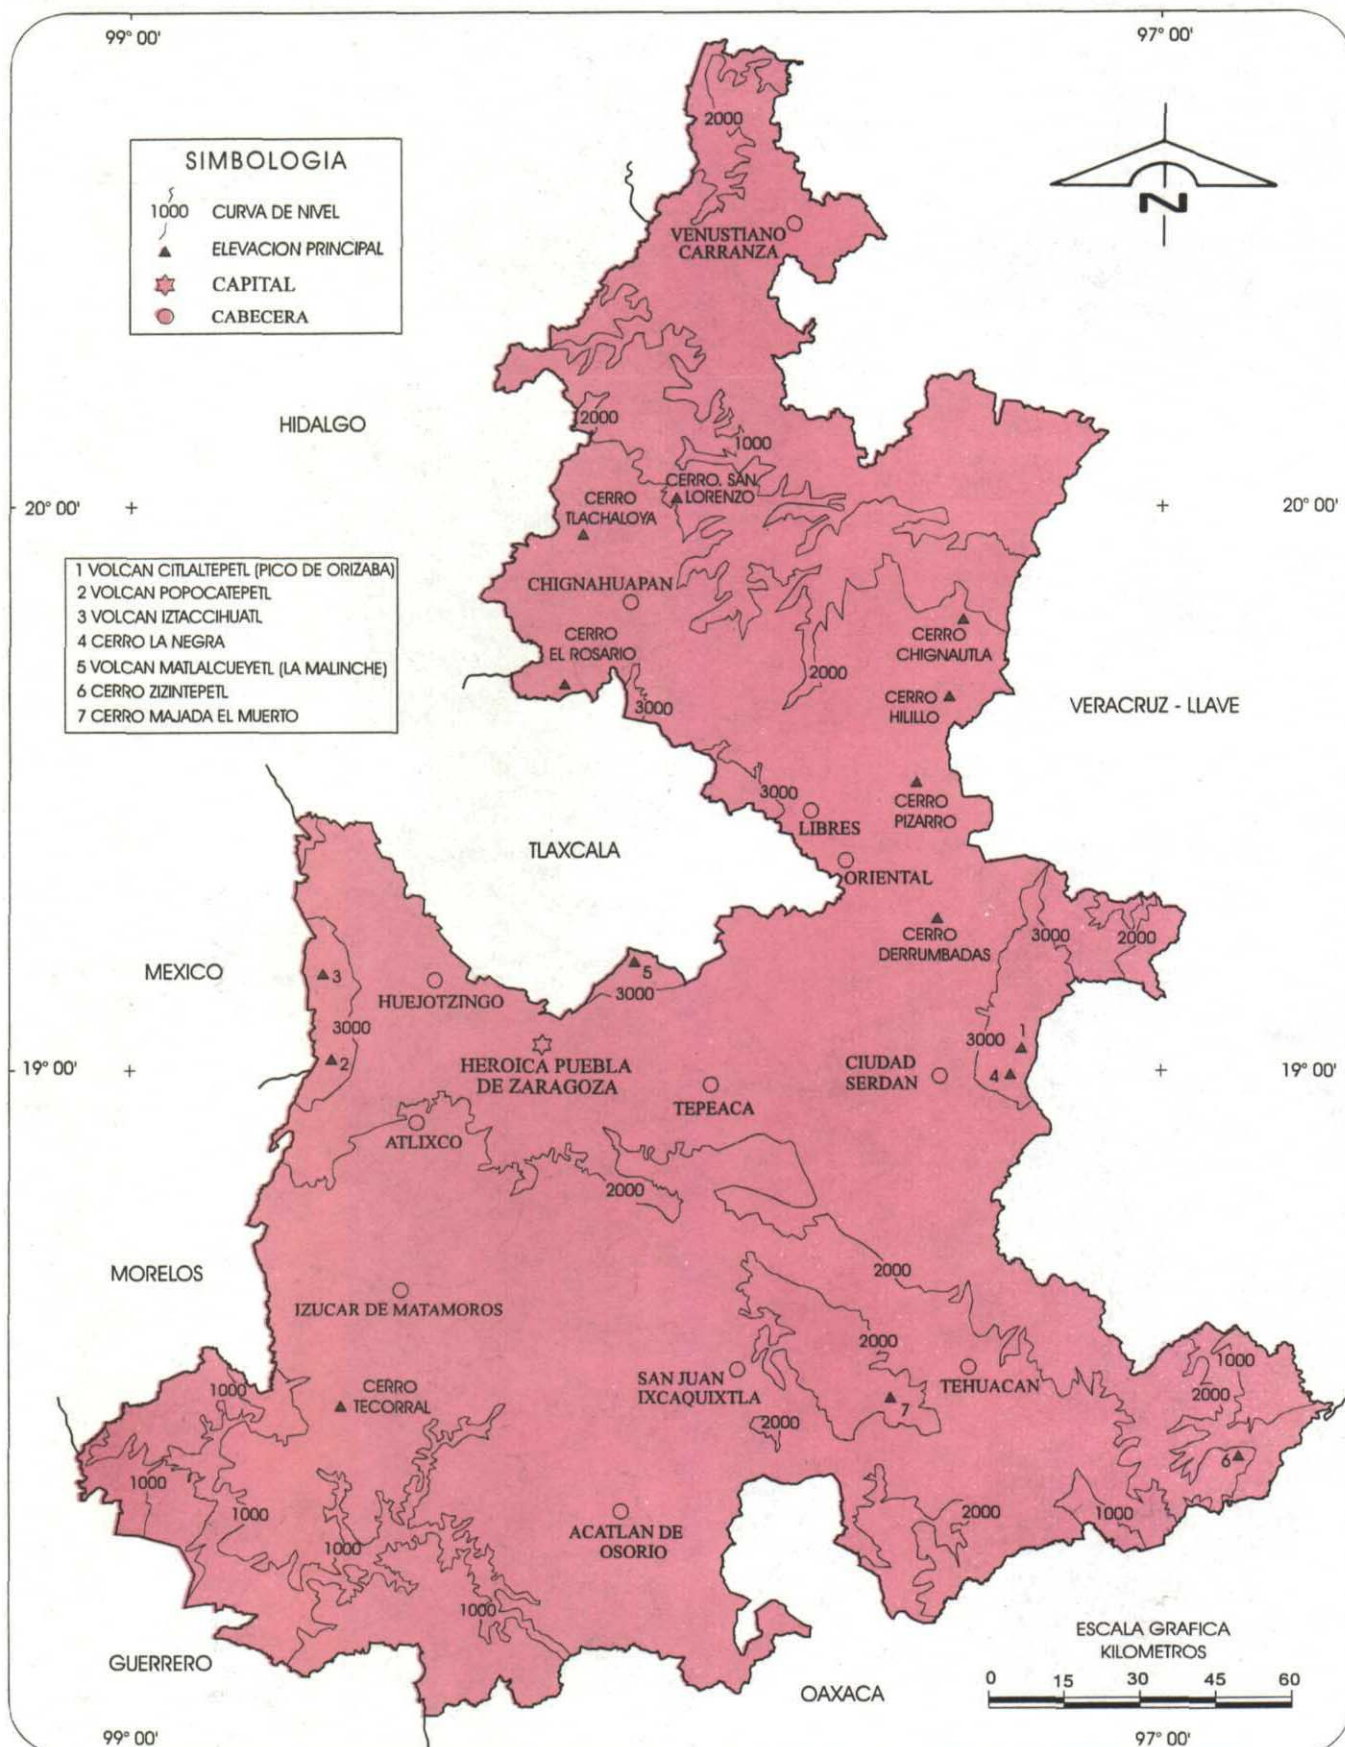 99° 00'
97° 00'
2000
SIMBOLOGIA
1000 CURVA DE NIVEL
ELEVACION PRINCIPAL
CAPITAL
CABECERA
N
VENUSTIANO
CARRANZA
HIDALGO
2000
1000
CERRO. SAN
LORENZO
CERRO
TLACHALOYA
20° 00'
20° 00'
1 VOLCAN CITLALTEPETL (PICO DE ORIZABA)
2 VOLCAN POPOCATEPETL
3 VOLCAN IZTACCIHUATL
4 CERRO LA NEGRA
5 VOLCAN MATLALCUEYETL (LA MALINCHE)
6 CERRO ZIZINTEPETL
7 CERRO MAJADA EL MUERTO
CHIGNAHUAPAN
CERRO
EL ROSARIO
CERRO
CHIGNAUTLA
2000
3000
CERRO
HILILLO
VERACRUZ - LLAVE
3000
CERRO
PIZARRO
LIBRES
TLAXCALA
ORIENTAL
CERRO
DERRUMBADAS
3000
2000
MEXICO
3
HUEJOTZINGO
5
3000
3000
2
1
3000
4
HEROICA PUEBLA
DE ZARAGOZA
CIUDAD
SERDAN
19° 00'
19° 00'
TEPEACA
ATLIXCO
2000
MORELOS
2000
IZUCAR DE MATAMOROS
2000
SAN JUAN
IXCAQUIXTLA
TEHUACAN
1000
2000
1000
CERRO
TECORRAL
7
2000
6
1000
1000
1000
ACATLAN DE
OSORIO
2000
1000
1000
GUERRERO
OAXACA
ESCALA GRAFICA
KILOMETROS
0 15 30 45 60
99° 00'
97° 00'